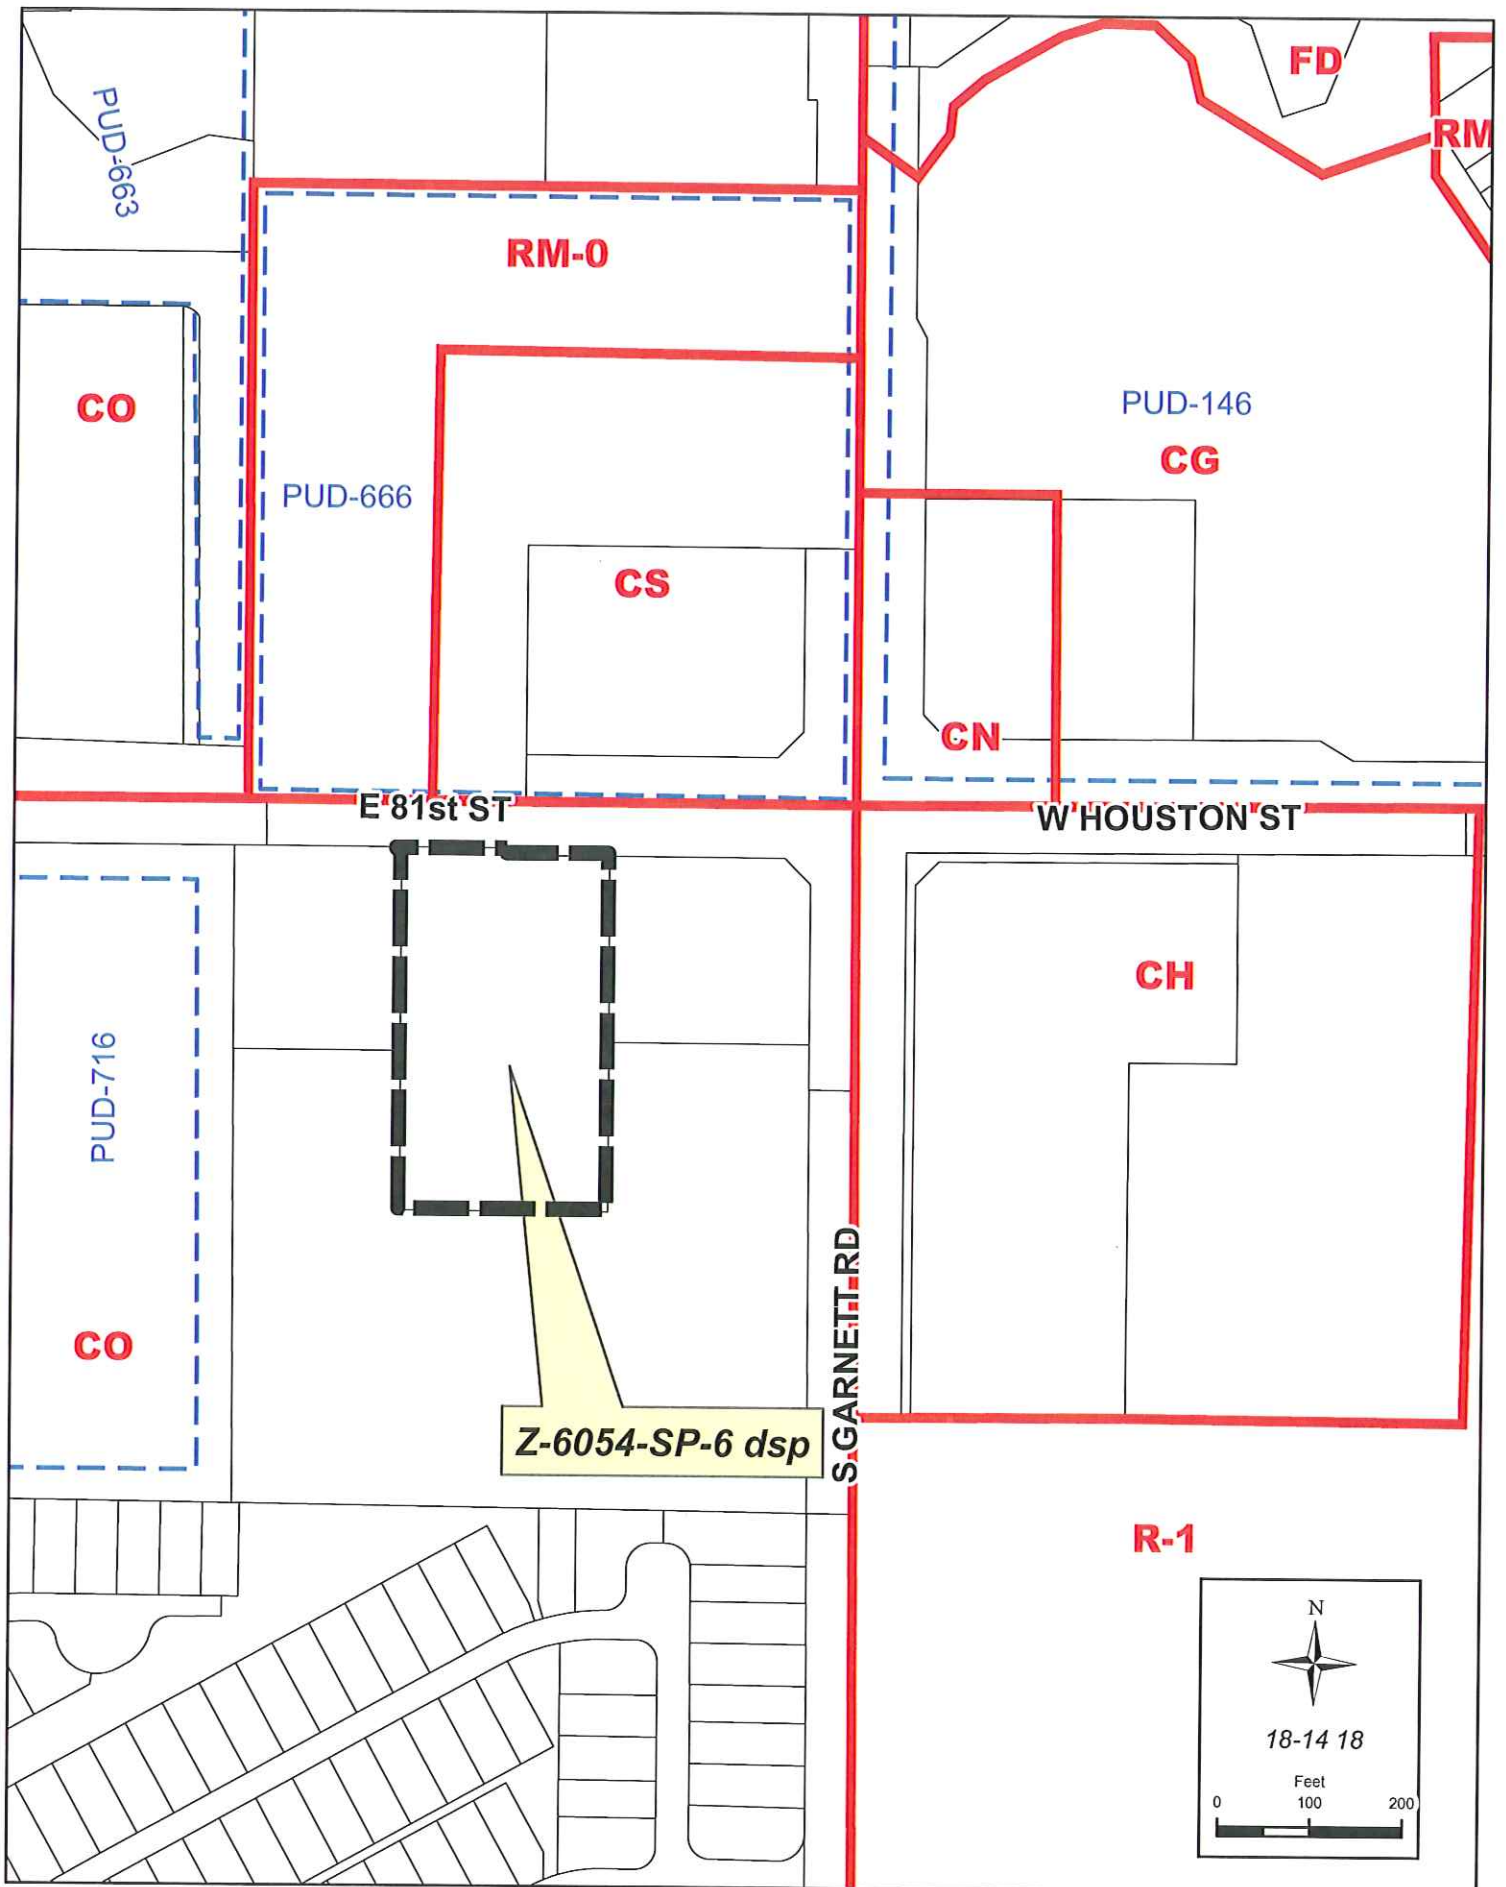 FD
PUD-663
RM
RM-0
PUD-146
CO
CG
PUD-666
CS
CN
E 81st ST
W HOUSTON ST
CH
PUD-716
CO
S GARNETT RD
Z-6054-SP-6 dsp
R-1
N
18-14 18
Feet
0 100 200